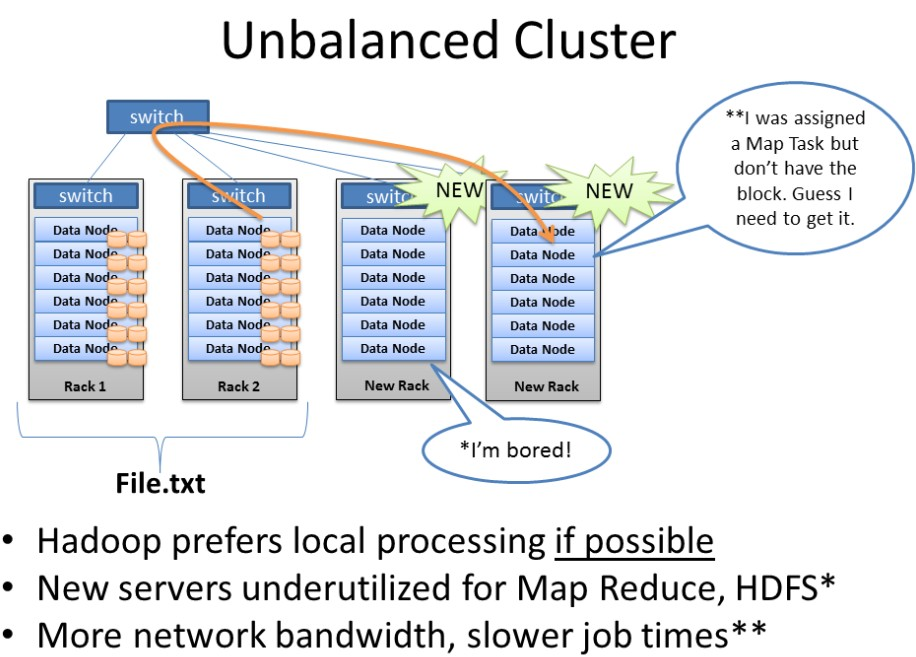 Unbalanced Cluster
switch
**I was assigned
a Map Task but
don't have the
block. Guess I
need to get it.
NEW
NEW
switch
switch
switch
switch
Data Node
Data Node
Data Node
Data Node
Data Node
Data Node
Rack 1
Data Node
Data Node
Data Node
Data Node
Data Node
Data Node
Rack 2
Data Node
Data Node
Data Node
Data Node
Data Node
Data Node
New Rack
Data Node
Data Node
Data Node
Data Node
Data Node
Data Node
New Rack
*I'm bored!
File.txt
• Hadoop prefers local processing if possible
• New servers underutilized for Map Reduce, HDFS*
• More network bandwidth, slower job times**